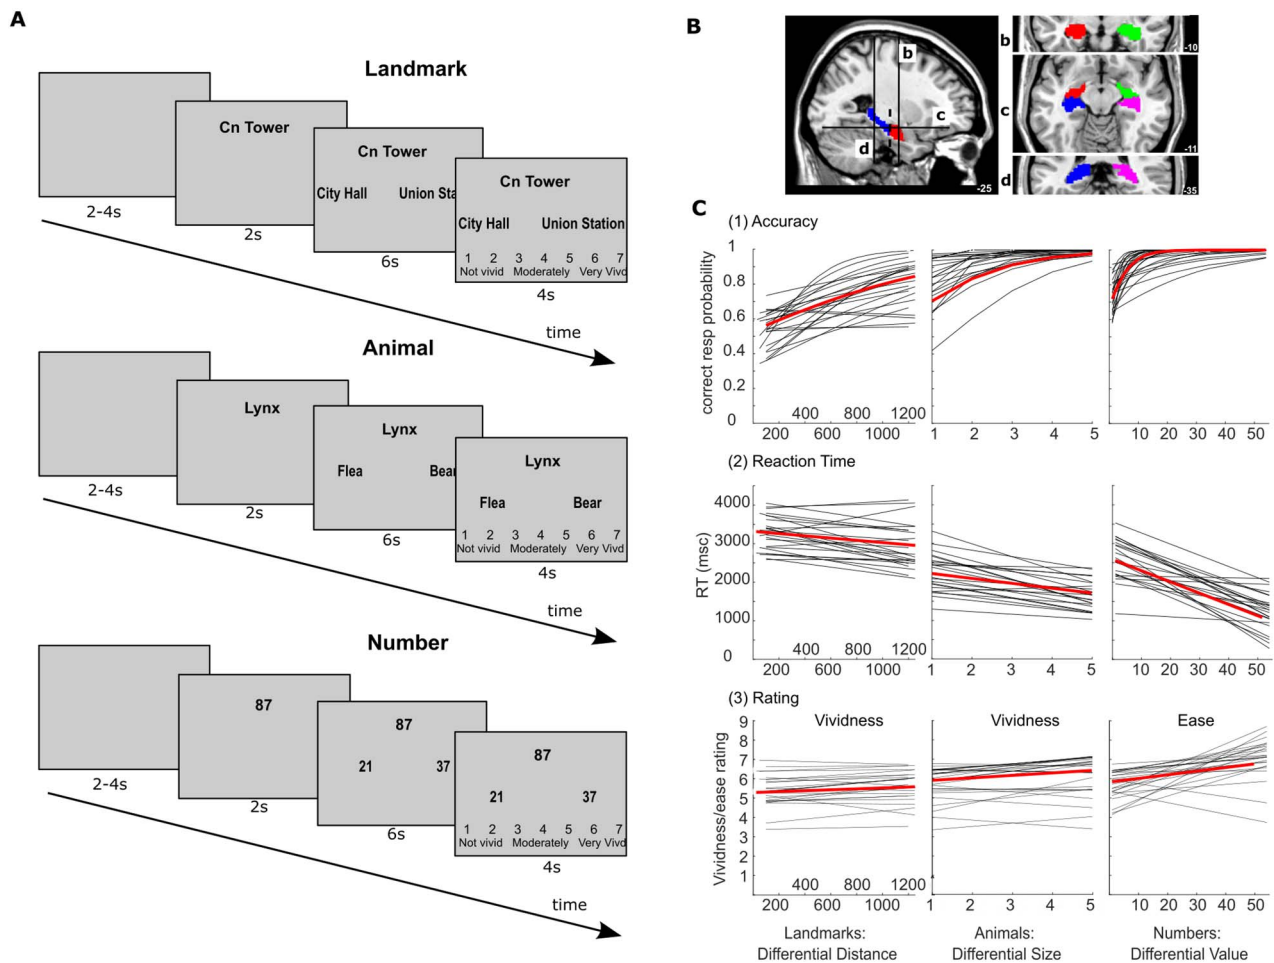 A
Landmark
Cn Tower
Cn Tower
City Hall Union Sta
Cn Tower
City Hall Union Station
1 2 3 4 5 6 7
Not vivid Moderately Very Vivd
2-4s
2s
6s
4s
time
Animal
Lynx
Lynx
Flea Bear
Lynx
Flea Bear
1 2 3 4 5 6 7
Not vivid Moderately Very Vivd
2-4s
2s
6s
4s
time
Number
87
87
21 37
87
21 37
1 2 3 4 5 6 7
Not vivid Moderately Very Vivd
2-4s
2s
6s
4s
time
B
b
c
d
-25
b
-10
c
-11
d
-35
C
(1) Accuracy
correct resp probability
1
0.8
0.6
0.4
0.2
0
400 800 1200
200 600 1000
1 2 3 4 5
10 20 30 40 50
(2) Reaction Time
RT (msc)
4000
3000
2000
1000
0
400 800 1200
200 600 1000
1 2 3 4 5
10 20 30 40 50
(3) Rating
Vividness Vividness Ease
Vividness/ease rating
9
8
7
6
5
4
3
2
1
400 800 1200
200 600 1000
1 2 3 4 5
10 20 30 40 50
Landmarks:
Differential Distance
Animals:
Differential Size
Numbers:
Differential Value